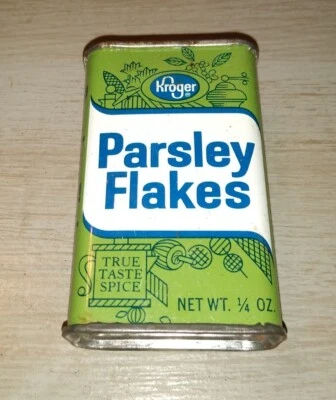 Kroger
Parsley
Flakes
TRUE
TASTE
SPICE
NET WT. ¼ OZ.